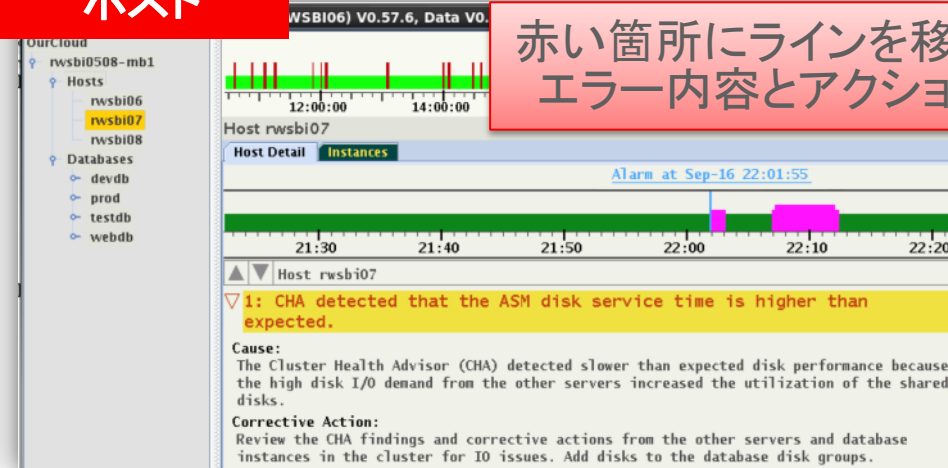 ホスト
WSBI06) V0.57.6, Data V0.
赤い箇所にラインを移
エラー内容とアクショ
OurCloud
rwsbi0508-mb1
Hosts
rwsbi06
rwsbi07
rwsbi08
Databases
devdb
prod
testdb
webdb
12:00:00 14:00:00
Host rwsbi07
Host Detail Instances
Alarm at Sep-16 22:01:55
21:30 21:40 21:50 22:00 22:10 22:20
Host rwsbi07
1: CHA detected that the ASM disk service time is higher than
expected.
Cause:
The Cluster Health Advisor (CHA) detected slower than expected disk performance because
the high disk I/O demand from the other servers increased the utilization of the shared
disks.
Corrective Action:
Review the CHA findings and corrective actions from the other servers and database
instances in the cluster for IO issues. Add disks to the database disk groups.